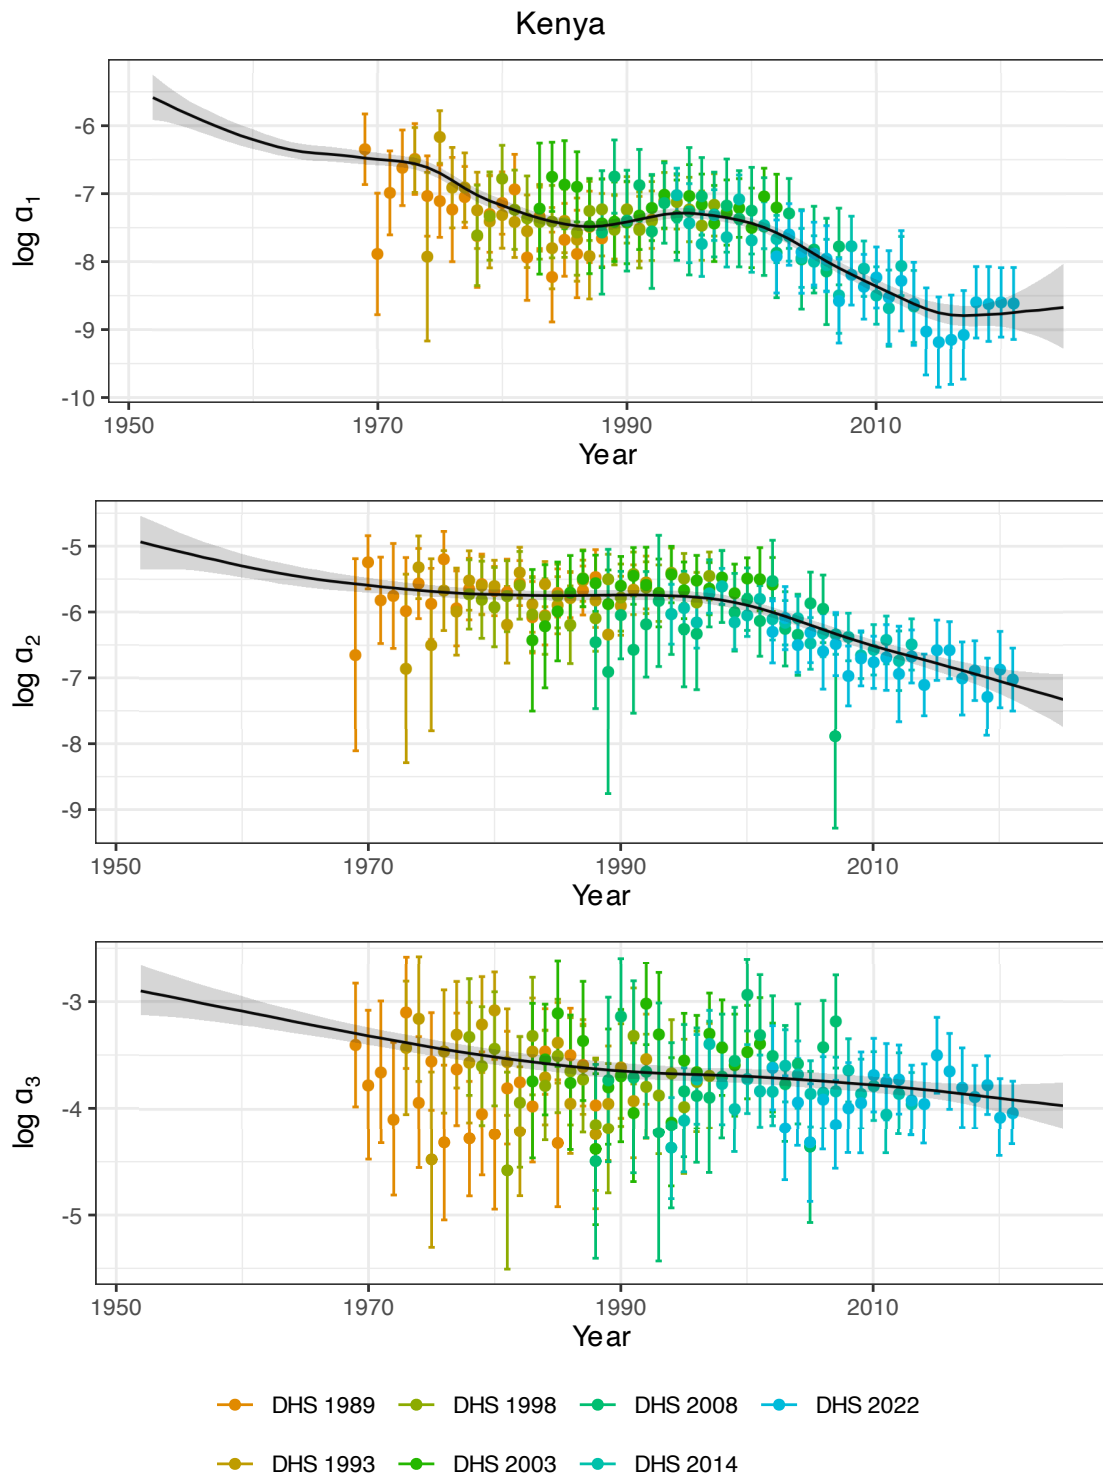 Kenya
log α1
-6
-7
-8
-9
-10
1950 1970 1990 2010
Year
log α2
-5
-6
-7
-8
-9
1950 1970 1990 2010
Year
log α3
-3
-4
-5
1950 1970 1990 2010
Year
DHS 1989 DHS 1998 DHS 2008 DHS 2022
DHS 1993 DHS 2003 DHS 2014